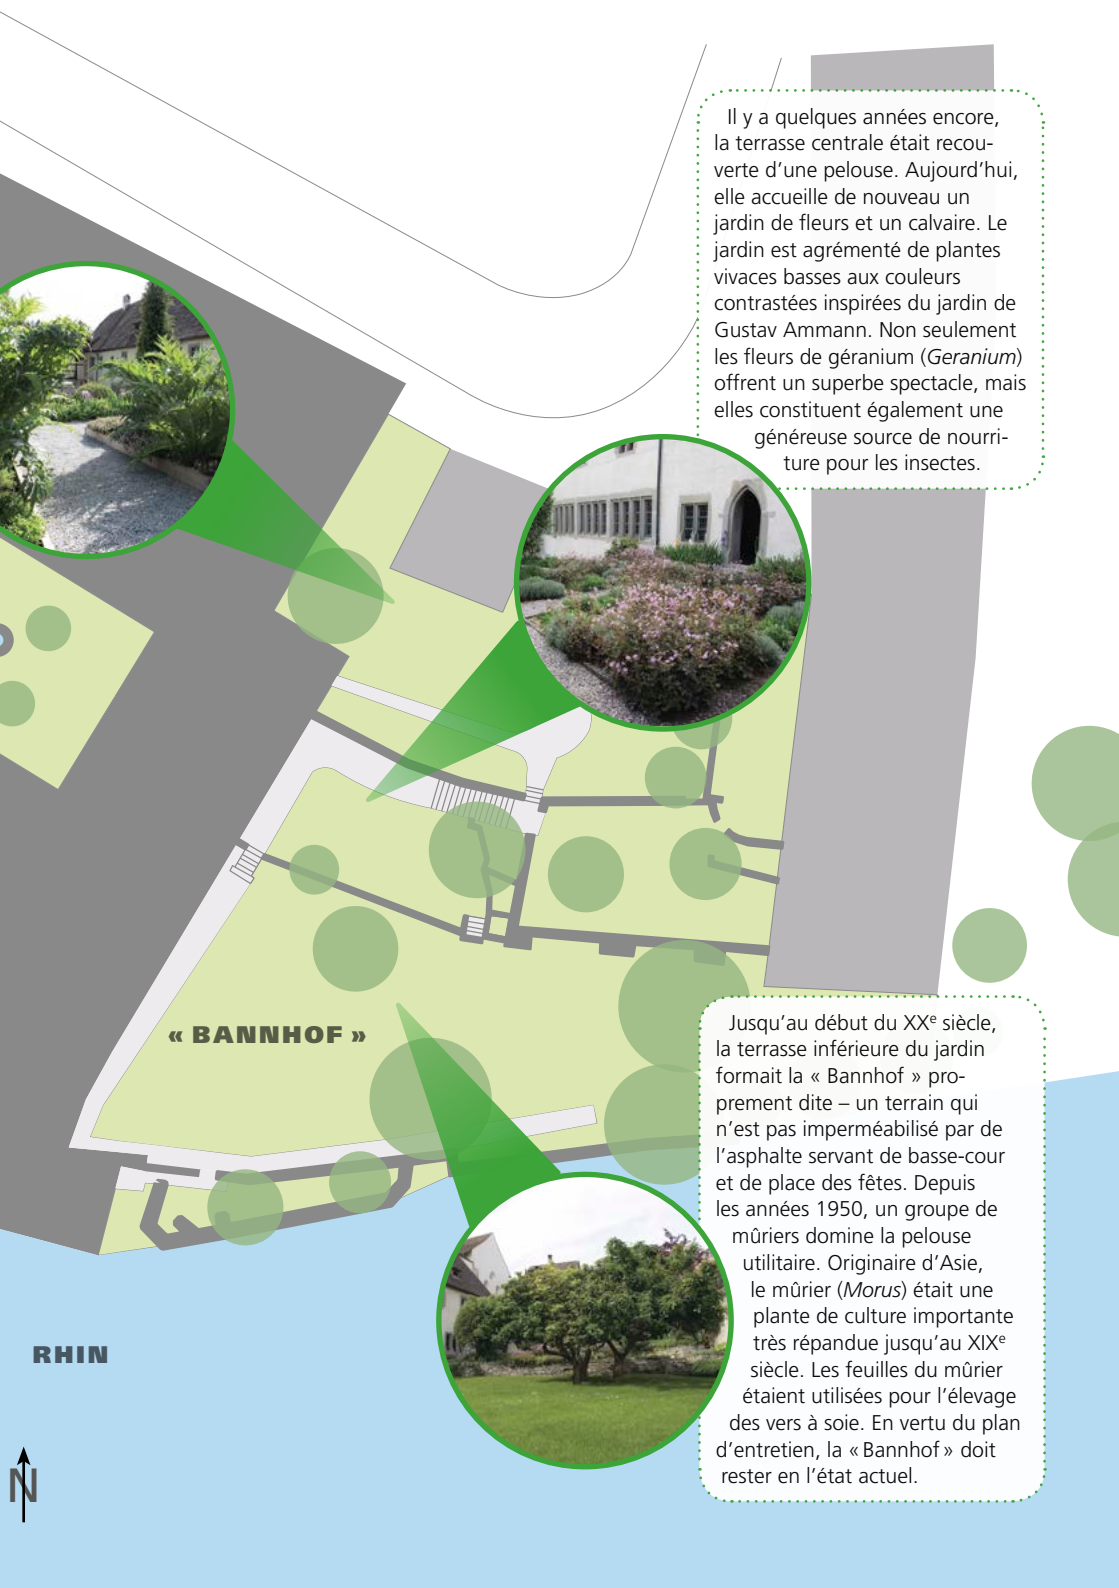 Il y a quelques années encore,
la terrasse centrale était recou-
verte d’une pelouse. Aujourd’hui,
elle accueille de nouveau un
jardin de fleurs et un calvaire. Le
jardin est agrémenté de plantes
vivaces basses aux couleurs
contrastées inspirées du jardin de
Gustav Ammann. Non seulement
les fleurs de géranium (Geranium)
offrent un superbe spectacle, mais
elles constituent également une
généreuse source de nourri-
ture pour les insectes.
« BANNHOF »
Jusqu’au début du XXe siècle,
la terrasse inférieure du jardin
formait la « Bannhof » pro-
prement dite – un terrain qui
n’est pas imperméabilisé par de
l’asphalte servant de basse-cour
et de place des fêtes. Depuis
les années 1950, un groupe de
mûriers domine la pelouse
utilitaire. Originaire d’Asie,
le mûrier (Morus) était une
plante de culture importante
très répandue jusqu’au XIXe
siècle. Les feuilles du mûrier
étaient utilisées pour l’élevage
des vers à soie. En vertu du plan
d’entretien, la « Bannhof » doit
rester en l’état actuel.
RHIN
N